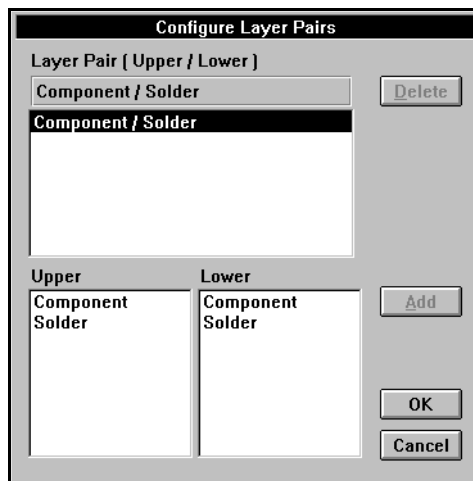 Configure Layer Pairs
Layer Pair ( Upper / Lower )
Component / Solder
Delete
Component / Solder
Upper
Lower
Component
Solder
Component
Solder
Add
OK
Cancel